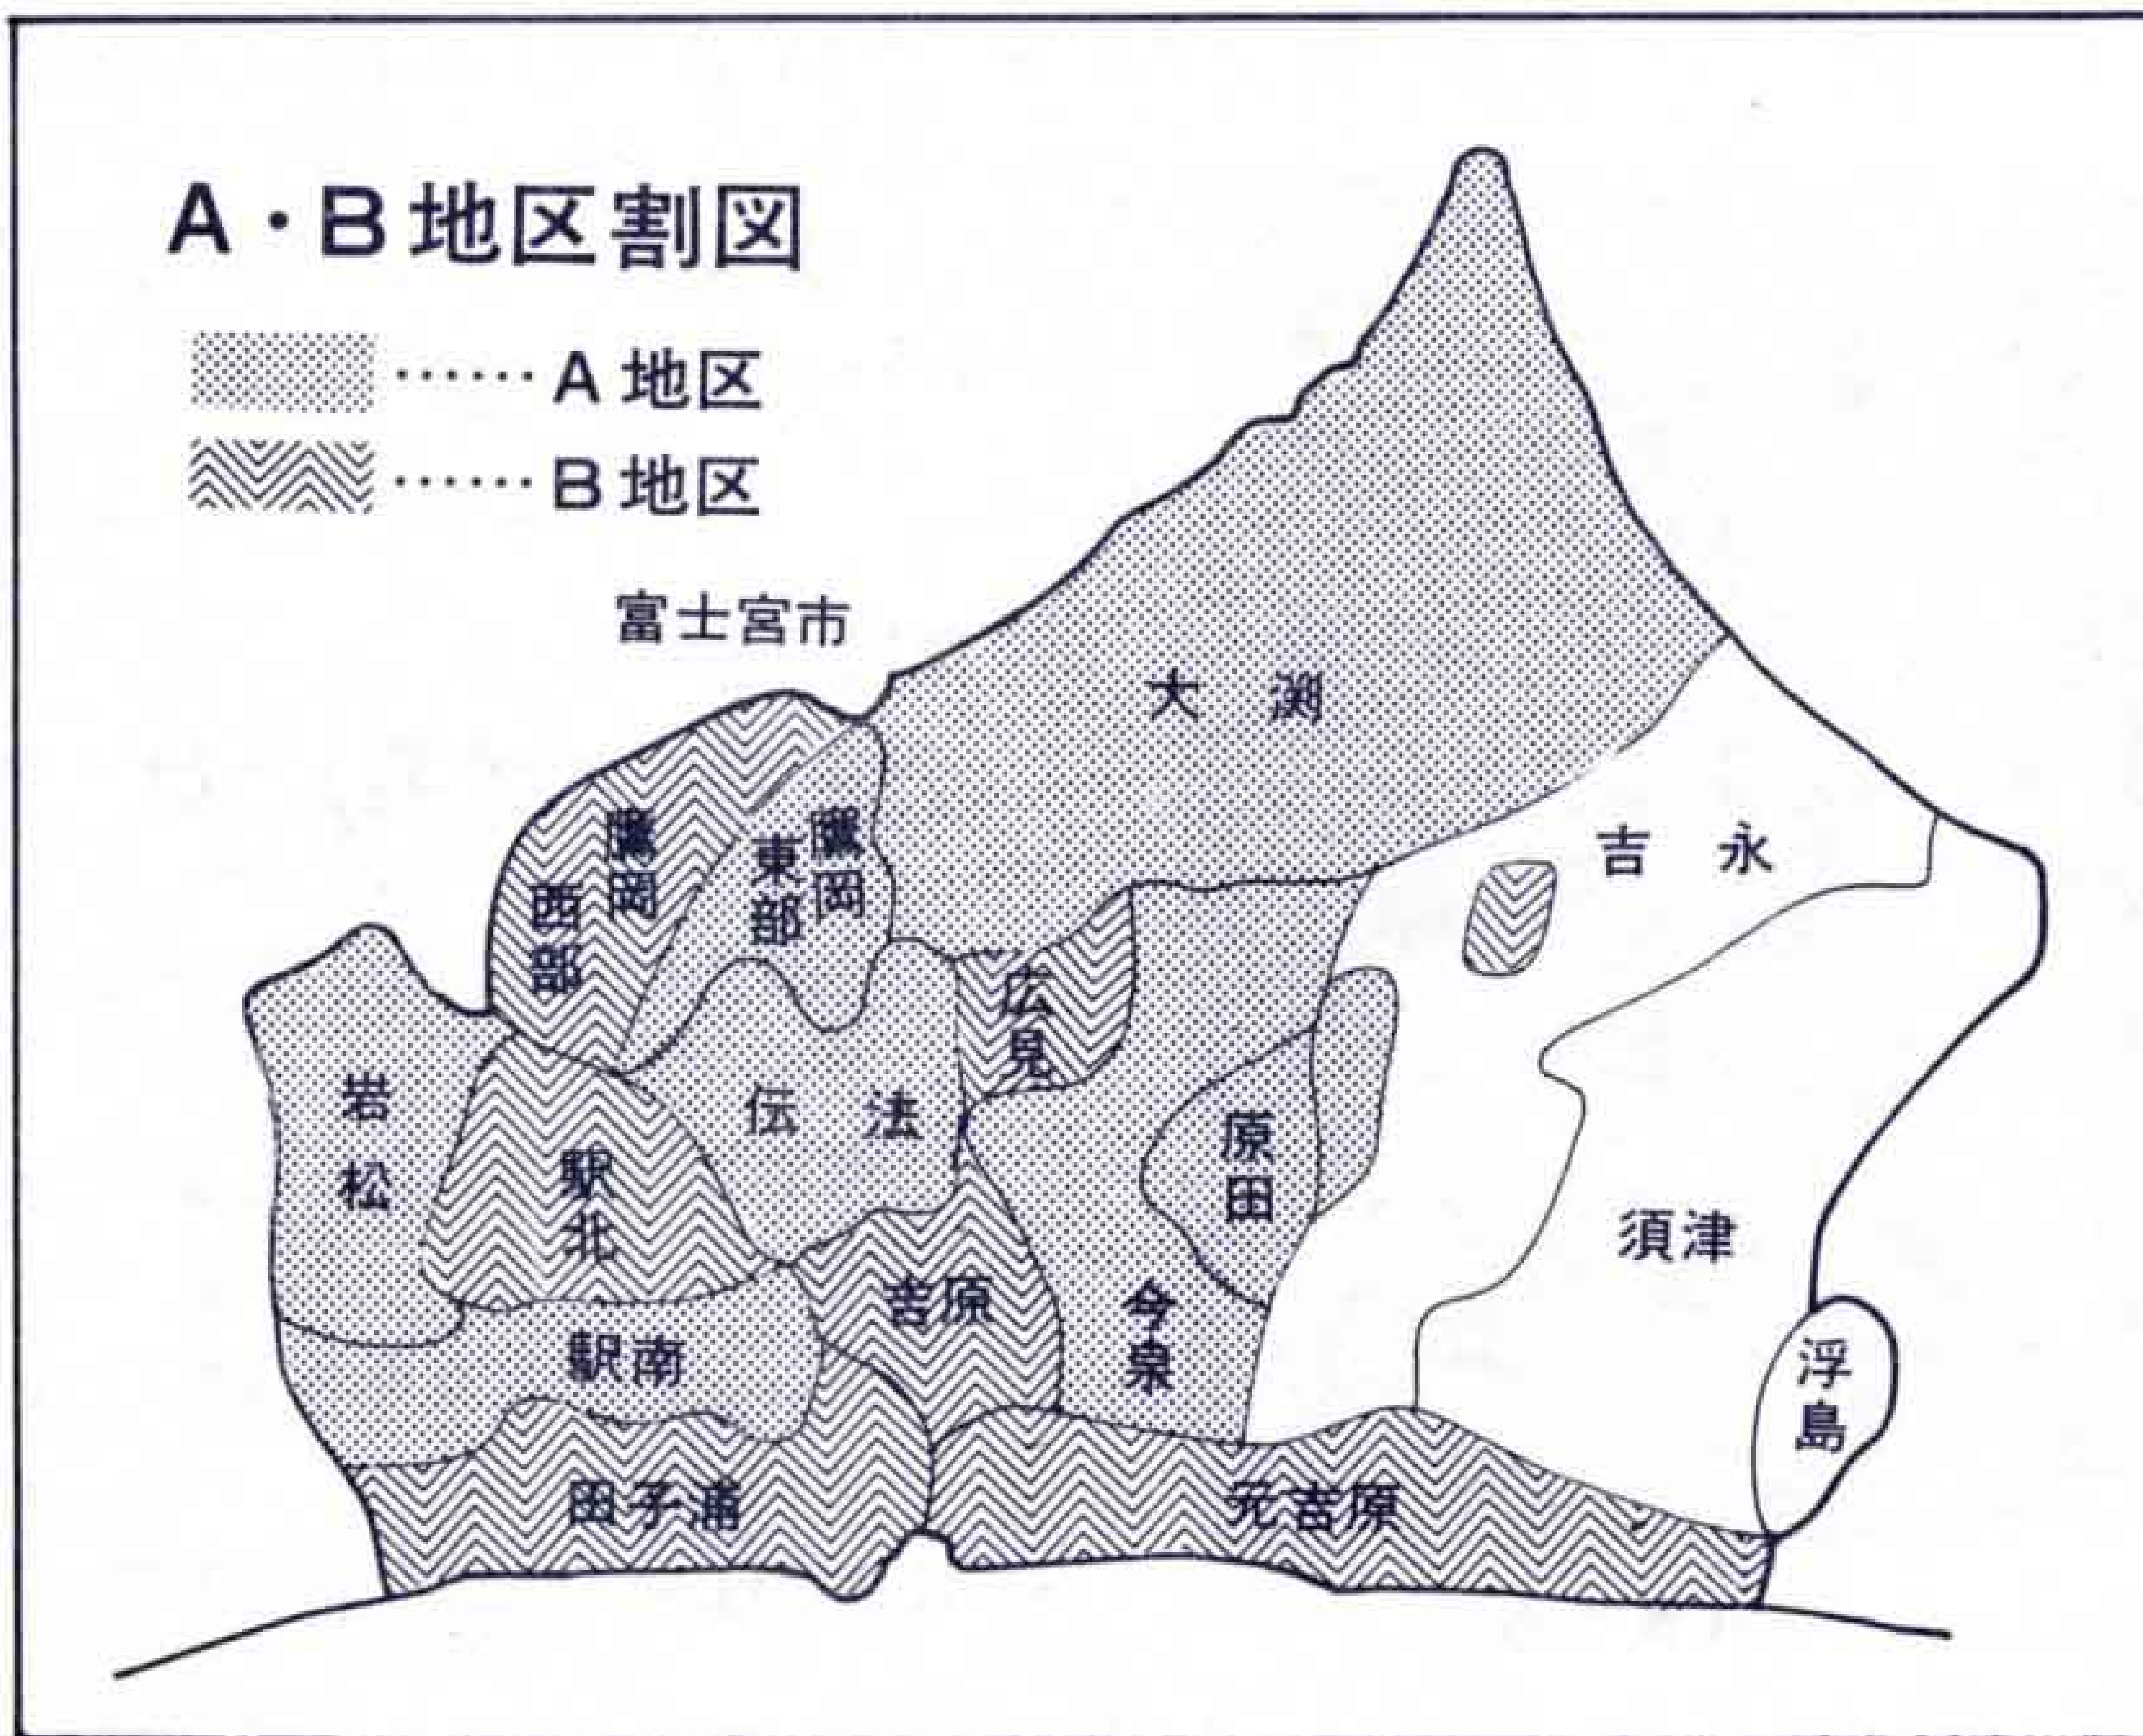 A・B地区割図
……A地区
……B地区
富士宮市
大渕
吉永
鷹岡
西部
鷹岡
東部
広見
岩松
伝法
原田
駅北
須津
吉原
今泉
駅南
浮島
田子浦
元吉原